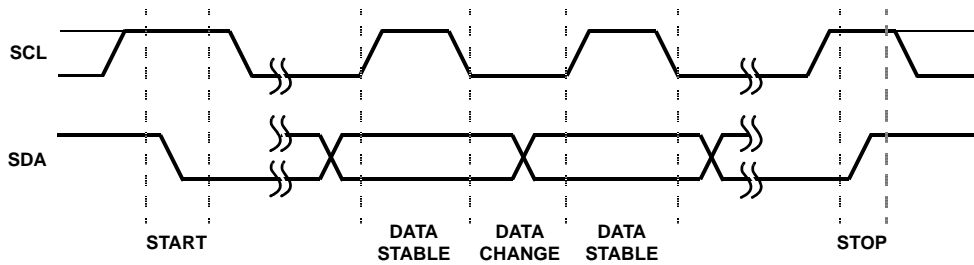 SCL
SDA
START
DATA
STABLE
DATA
CHANGE
DATA
STABLE
STOP